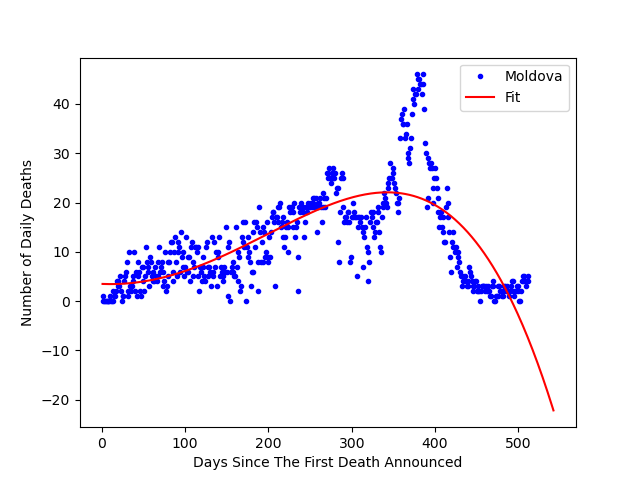 Moldova
Fit
Number of Daily Deaths
40
30
20
10
0
−10
−20
0 100 200 300 400 500
Days Since The First Death Announced